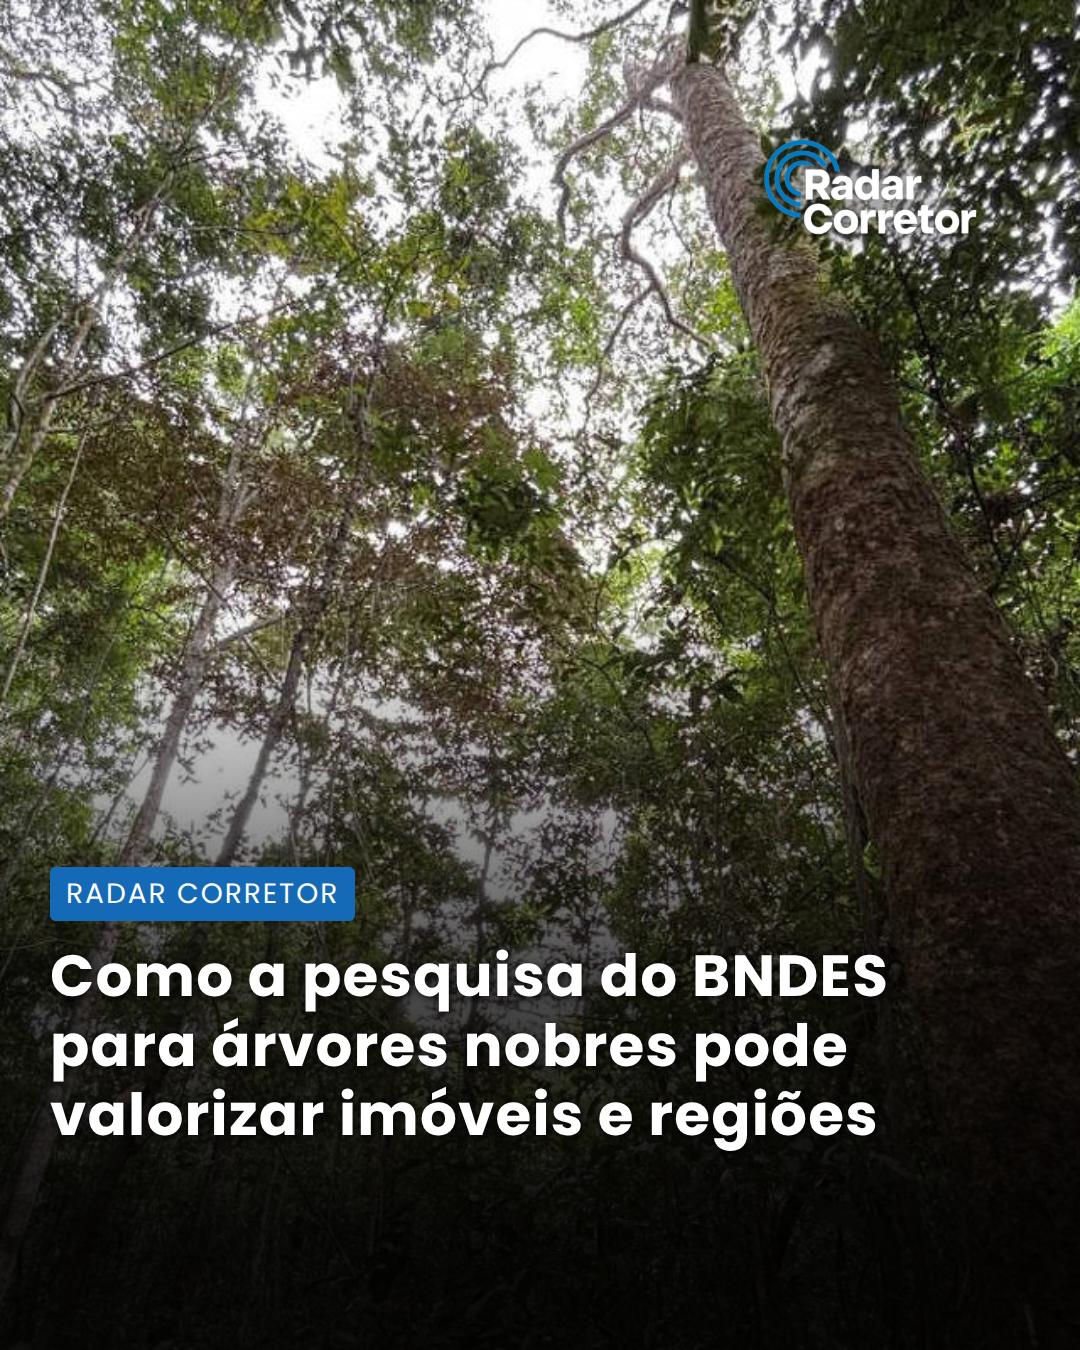 Radar
Corretor
RADAR CORRETOR
Como a pesquisa do BNDES
para árvores nobres pode
valorizar imóveis e regiões